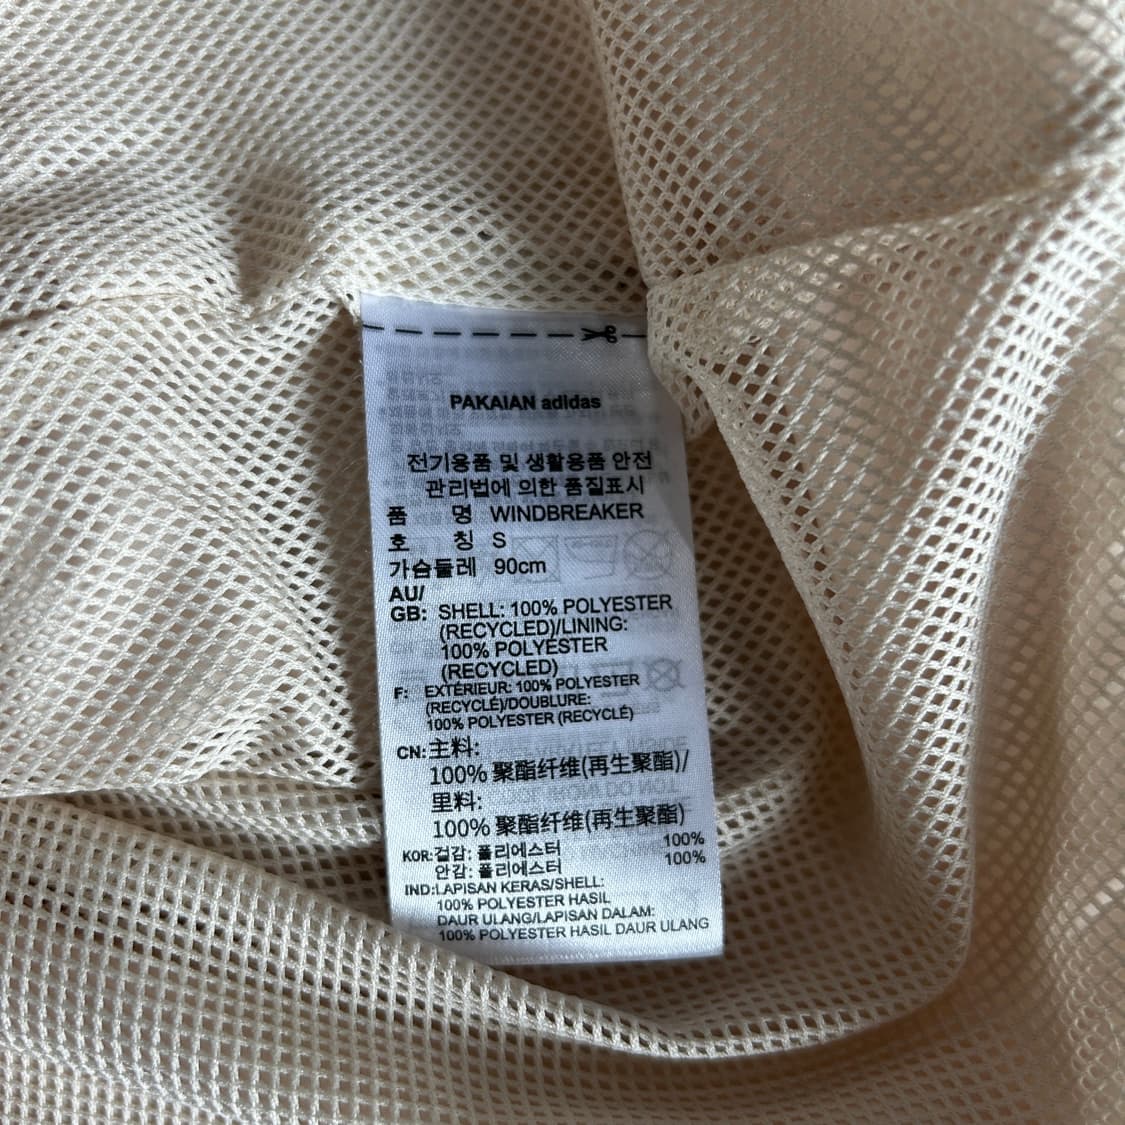 PAKAIAN adidas
전기용품 및 생활용품 안전
관리법에 의한 품질표시
품 명 WINDBREAKER
호 칭 S
가슴둘레 90cm
AU/
GB: SHELL: 100% POLYESTER
(RECYCLED)/LINING:
100% POLYESTER
(RECYCLED)
F: EXTÉRIEUR: 100% POLYESTER
(RECYCLÉ)/DOUBLURE:
100% POLYESTER (RECYCLÉ)
CN: 主料:
100% 聚酯纤维(再生聚酯)/
里料:
100% 聚酯纤维(再生聚酯)
KOR: 겉감: 폴리에스터 100%
안감: 폴리에스터 100%
IND: LAPISAN KERAS/SHELL:
100% POLYESTER HASIL
DAUR ULANG/LAPISAN DALAM:
100% POLYESTER HASIL DAUR ULANG